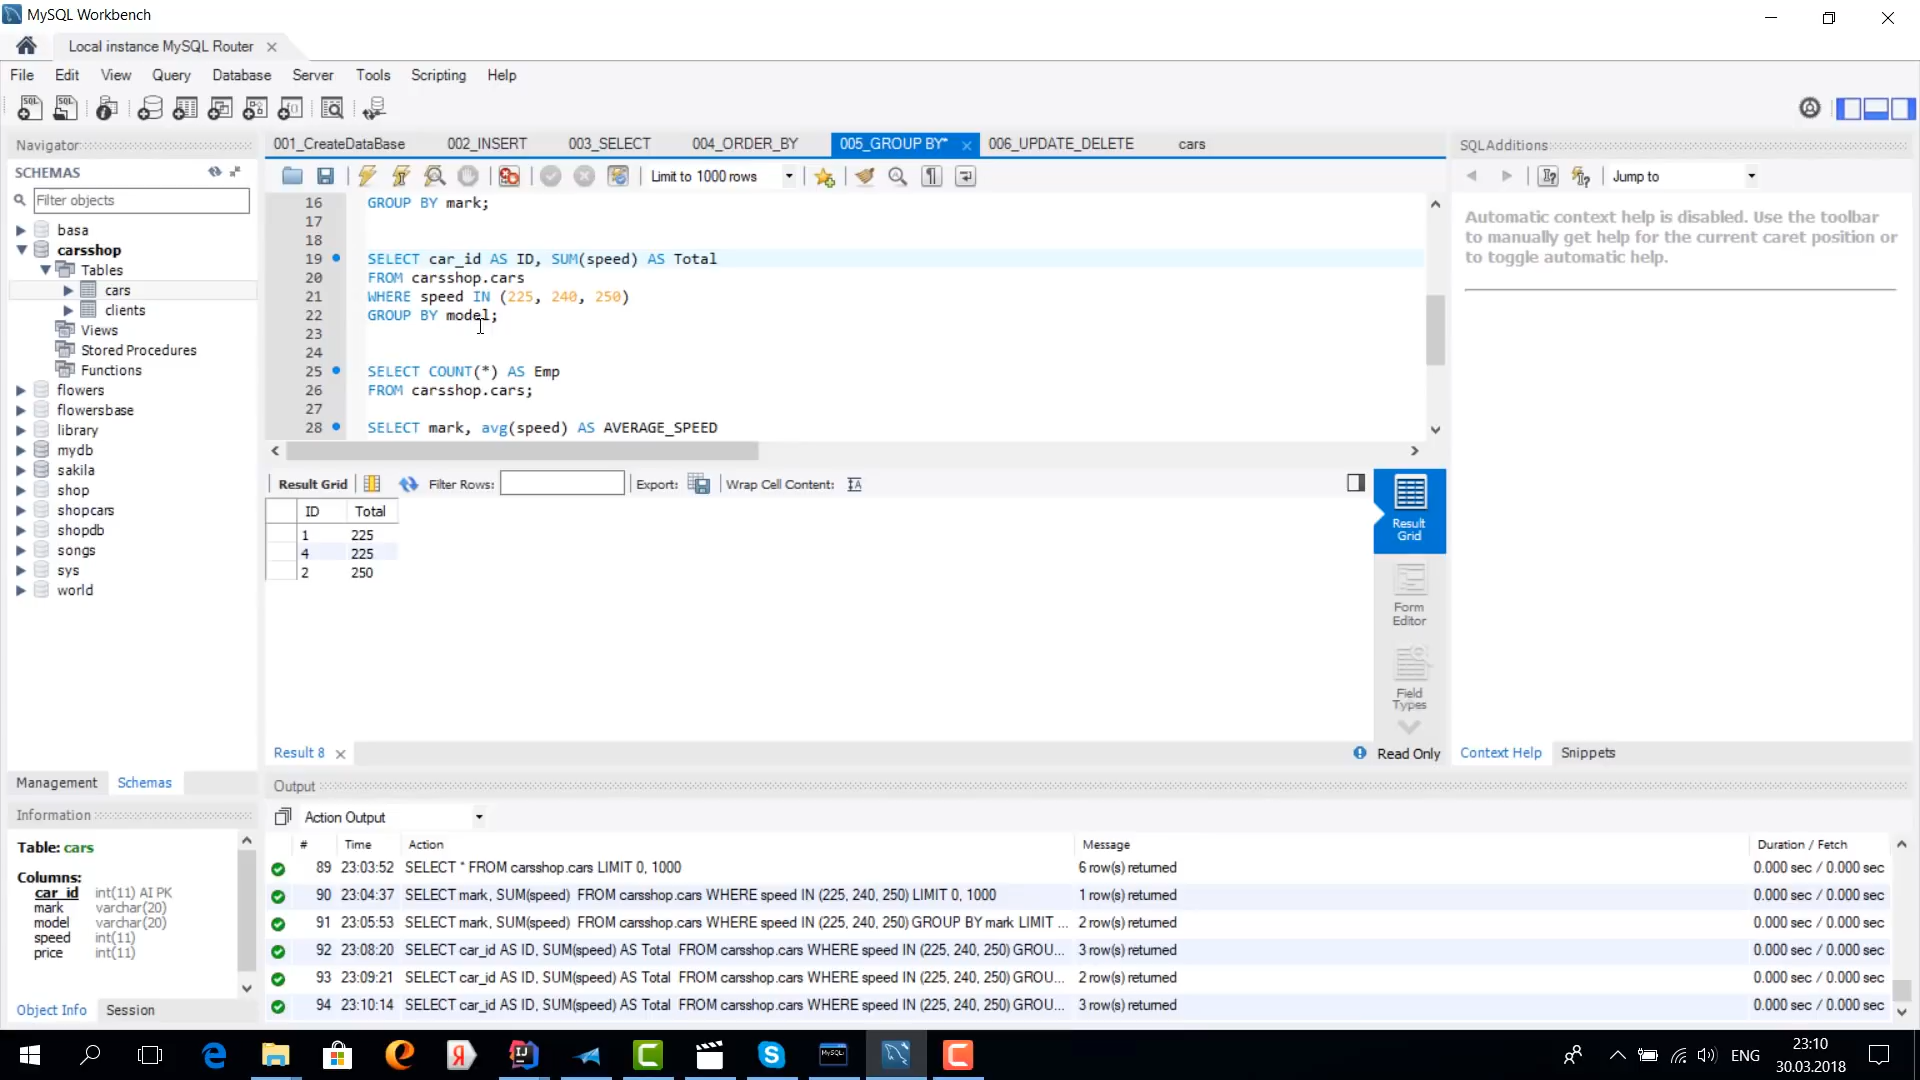 MySQL Workbench
Local instance MySQL Router
File Edit View Query Database Server Tools Scripting Help
Navigator
SCHEMAS
Filter objects
basa
carsshop
Tables
cars
clients
Views
Stored Procedures
Functions
flowers
flowersbase
library
mydb
sakila
shop
shopcars
shopdb
songs
sys
world
Management Schemas
Information
Table: cars
Columns:
car_id int(11) AI PK
mark varchar(20)
model varchar(20)
speed int(11)
price int(11)
Object Info Session
001_CreateDataBase 002_INSERT 003_SELECT 004_ORDER_BY 005_GROUP BY* 006_UPDATE_DELETE cars
Limit to 1000 rows
16 GROUP BY mark;
17
18
19 SELECT car_id AS ID, SUM(speed) AS Total
20 FROM carsshop.cars
21 WHERE speed IN (225, 240, 250)
22 GROUP BY model;
23
24
25 SELECT COUNT(*) AS Emp
26 FROM carsshop.cars;
27
28 SELECT mark, avg(speed) AS AVERAGE_SPEED
Result Grid Filter Rows: Export: Wrap Cell Content:
ID Total
1 225
4 225
2 250
Result Grid
Form Editor
Field Types
Result 8
Read Only
SQLAdditions
Jump to
Automatic context help is disabled. Use the toolbar
to manually get help for the current caret position or
to toggle automatic help.
Context Help Snippets
Output
Action Output
# Time Action Message Duration / Fetch
89 23:03:52 SELECT * FROM carsshop.cars LIMIT 0, 1000 6 row(s) returned 0.000 sec / 0.000 sec
90 23:04:37 SELECT mark, SUM(speed) FROM carsshop.cars WHERE speed IN (225, 240, 250) LIMIT 0, 1000 1 row(s) returned 0.000 sec / 0.000 sec
91 23:05:53 SELECT mark, SUM(speed) FROM carsshop.cars WHERE speed IN (225, 240, 250) GROUP BY mark LIMIT ... 2 row(s) returned 0.000 sec / 0.000 sec
92 23:08:20 SELECT car_id AS ID, SUM(speed) AS Total FROM carsshop.cars WHERE speed IN (225, 240, 250) GROU... 3 row(s) returned 0.000 sec / 0.000 sec
93 23:09:21 SELECT car_id AS ID, SUM(speed) AS Total FROM carsshop.cars WHERE speed IN (225, 240, 250) GROU... 2 row(s) returned 0.000 sec / 0.000 sec
94 23:10:14 SELECT car_id AS ID, SUM(speed) AS Total FROM carsshop.cars WHERE speed IN (225, 240, 250) GROU... 3 row(s) returned 0.000 sec / 0.000 sec
ENG
23:10
30.03.2018